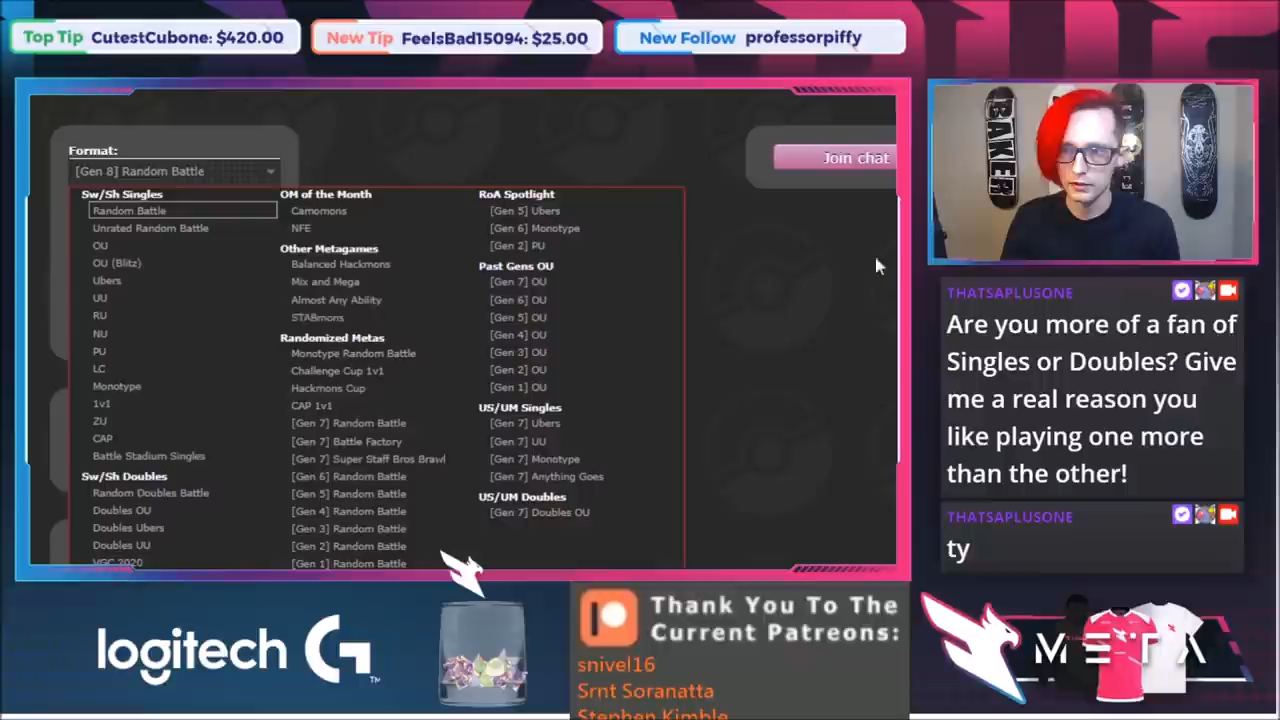 Top Tip CutestCubone: $420.00
New Tip FeelsBad15094: $25.00
New Follow professorpiffy
Format:
[Gen 8] Random Battle
Join chat
Sw/Sh Singles
Random Battle
Unrated Random Battle
OU
OU (Blitz)
Ubers
UU
RU
NU
PU
LC
Monotype
1v1
ZU
CAP
Battle Stadium Singles
Sw/Sh Doubles
Random Doubles Battle
Doubles OU
Doubles Ubers
Doubles UU
VGC 2020
OM of the Month
Camomons
NFE
Other Metagames
Balanced Hackmons
Mix and Mega
Almost Any Ability
STABmons
Randomized Metas
Monotype Random Battle
Challenge Cup 1v1
Hackmons Cup
CAP 1v1
[Gen 7] Random Battle
[Gen 7] Battle Factory
[Gen 7] Super Staff Bros Brawl
[Gen 6] Random Battle
[Gen 5] Random Battle
[Gen 4] Random Battle
[Gen 3] Random Battle
[Gen 2] Random Battle
[Gen 1] Random Battle
RoA Spotlight
[Gen 5] Ubers
[Gen 6] Monotype
[Gen 2] PU
Past Gens OU
[Gen 7] OU
[Gen 6] OU
[Gen 5] OU
[Gen 4] OU
[Gen 3] OU
[Gen 2] OU
[Gen 1] OU
US/UM Singles
[Gen 7] Ubers
[Gen 7] UU
[Gen 7] Monotype
[Gen 7] Anything Goes
US/UM Doubles
[Gen 7] Doubles OU
BAKER
THATSAPLUSONE
Are you more of a fan of
Singles or Doubles? Give
me a real reason you
like playing one more
than the other!
THATSAPLUSONE
ty
logitech G
Thank You To The
Current Patreons:
snivel16
Srnt Soranatta
Stephen Kimble
META